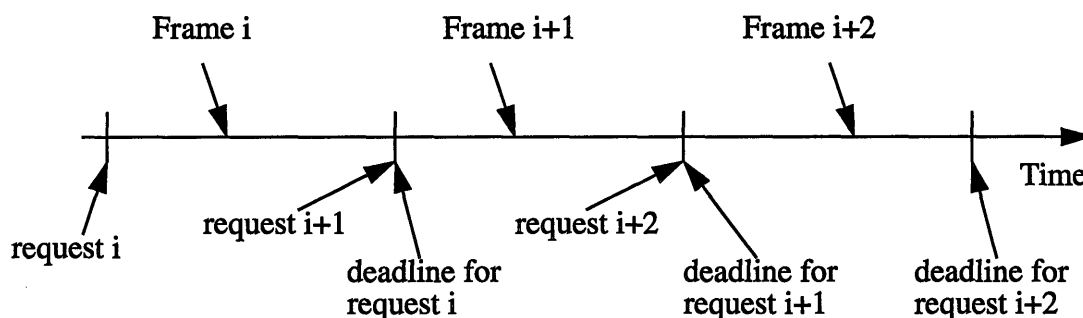 Frame i
Frame i+1
Frame i+2
Time
request i
request i+1
request i+2
deadline for
request i
deadline for
request i+1
deadline for
request i+2